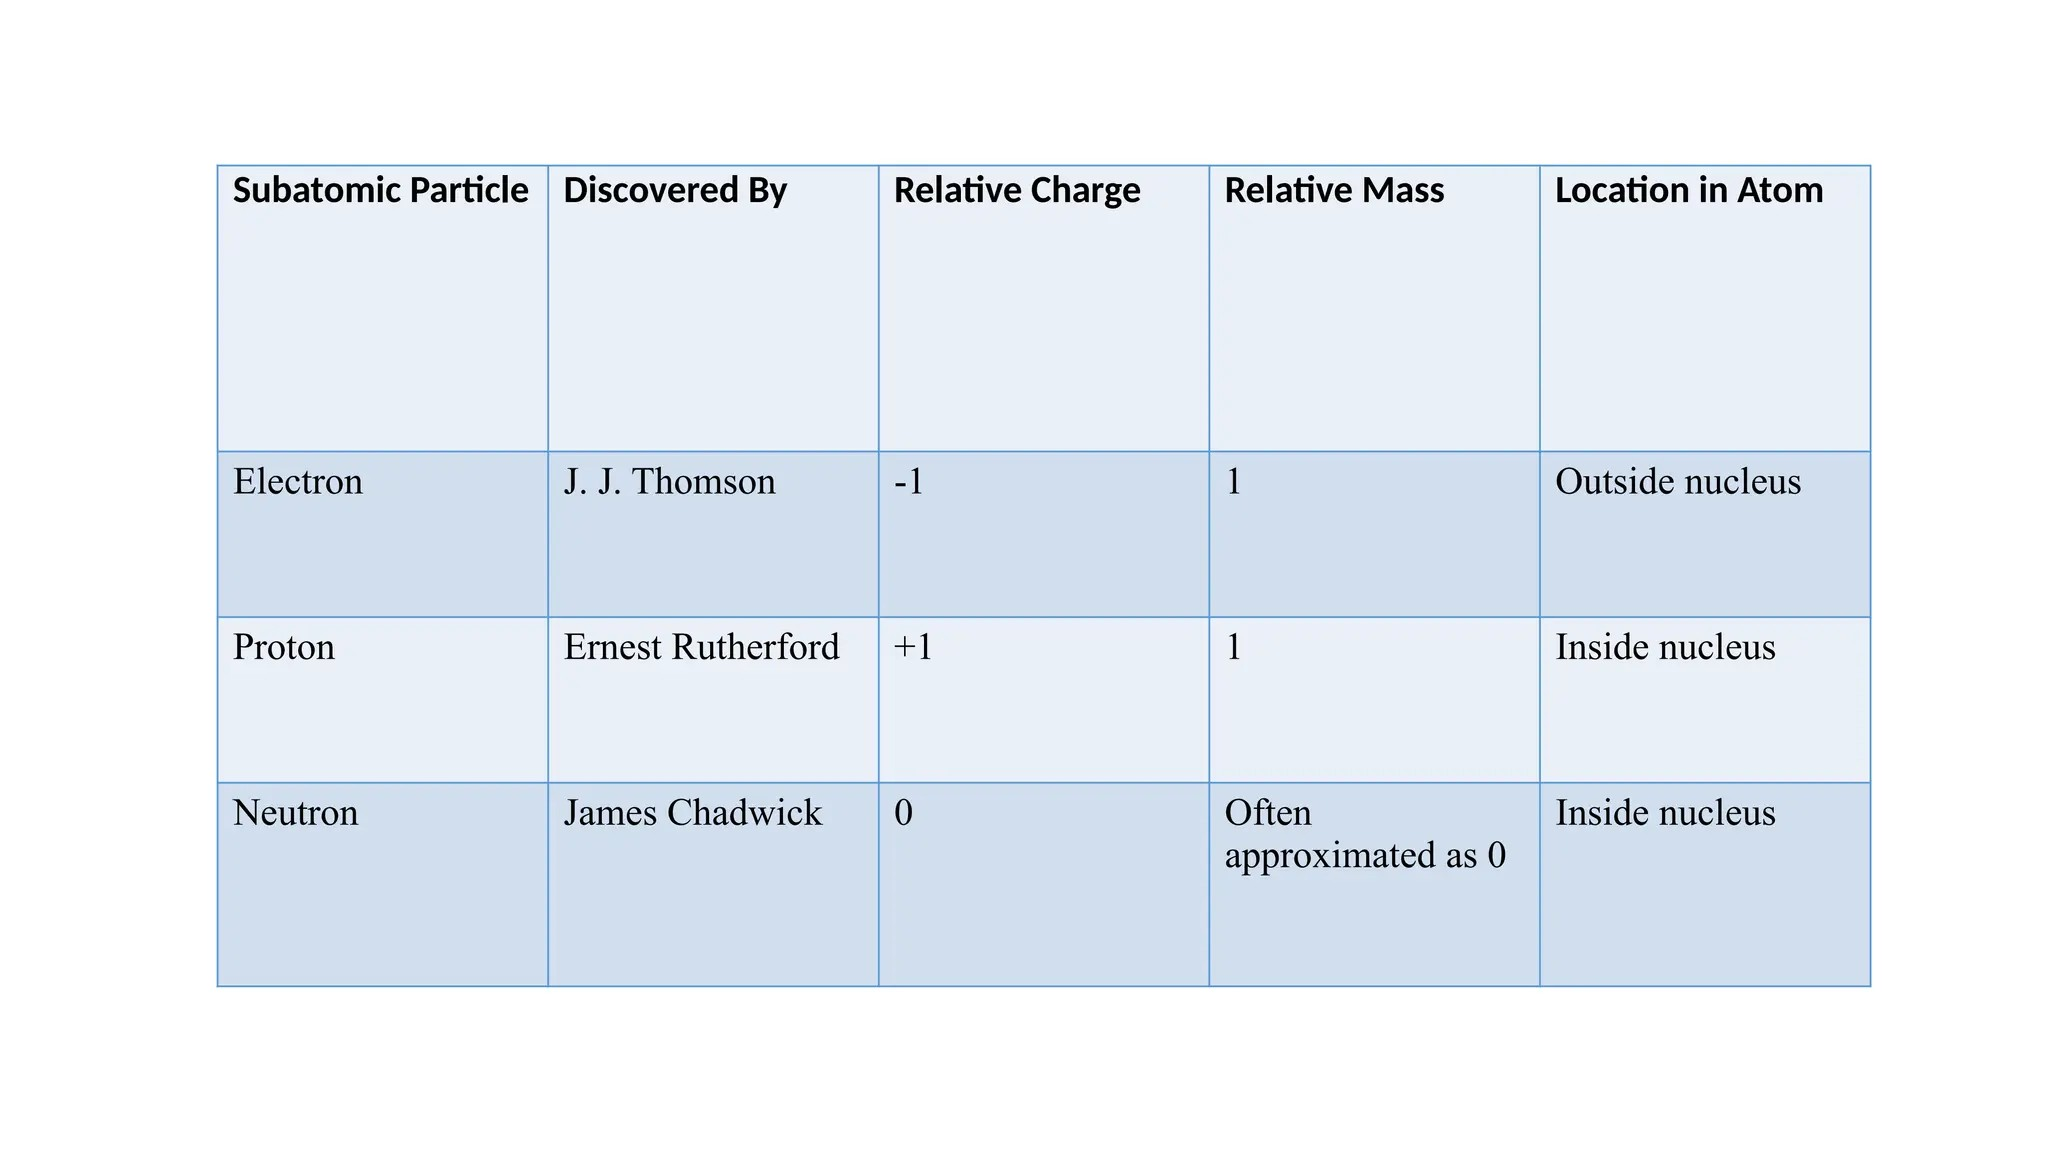 Subatomic Particle Discovered By Relative Charge Relative Mass Location in Atom
Electron J. J. Thomson -1 1 Outside nucleus
Proton Ernest Rutherford +1 1 Inside nucleus
Neutron James Chadwick 0 Often Inside nucleus
approximated as 0